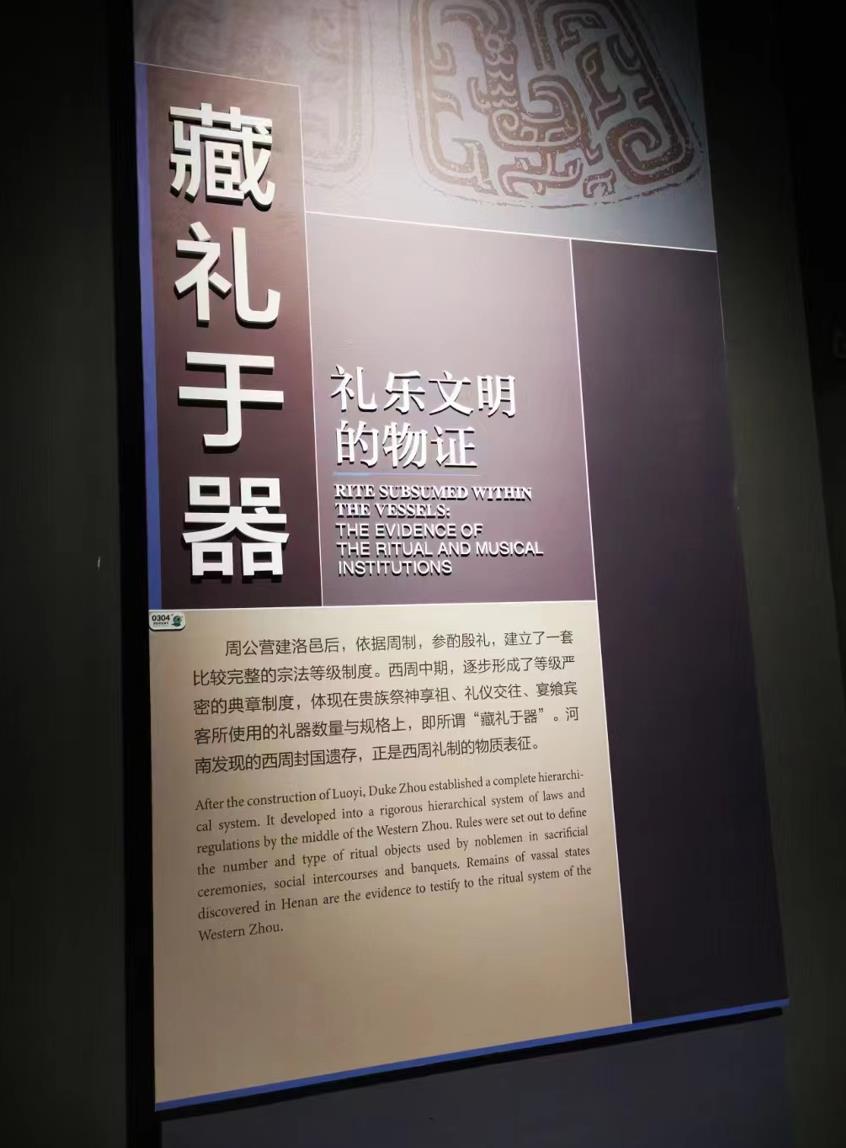 藏礼于器
礼乐文明
的物证
RITE SUBSUMED WITHIN
THE VESSELS:
THE EVIDENCE OF
THE RITUAL AND MUSICAL
INSTITUTIONS
0304
周公营建洛邑后，依据周制，参酌殷礼，建立了一套
比较完整的宗法等级制度。西周中期，逐步形成了等级严
密的典章制度，体现在贵族祭神享祖、礼仪交往、宴飨宾
客所使用的礼器数量与规格上，即所谓“藏礼于器”。河
南发现的西周封国遗存，正是西周礼制的物质表征。
After the construction of Luoyi, Duke Zhou established a complete hierarchi-
cal system. It developed into a rigorous hierarchical system of laws and
regulations by the middle of the Western Zhou. Rules were set out to define
the number and type of ritual objects used by noblemen in sacrificial
ceremonies, social intercourses and banquets. Remains of vassal states
discovered in Henan are the evidence to testify to the ritual system of the
Western Zhou.